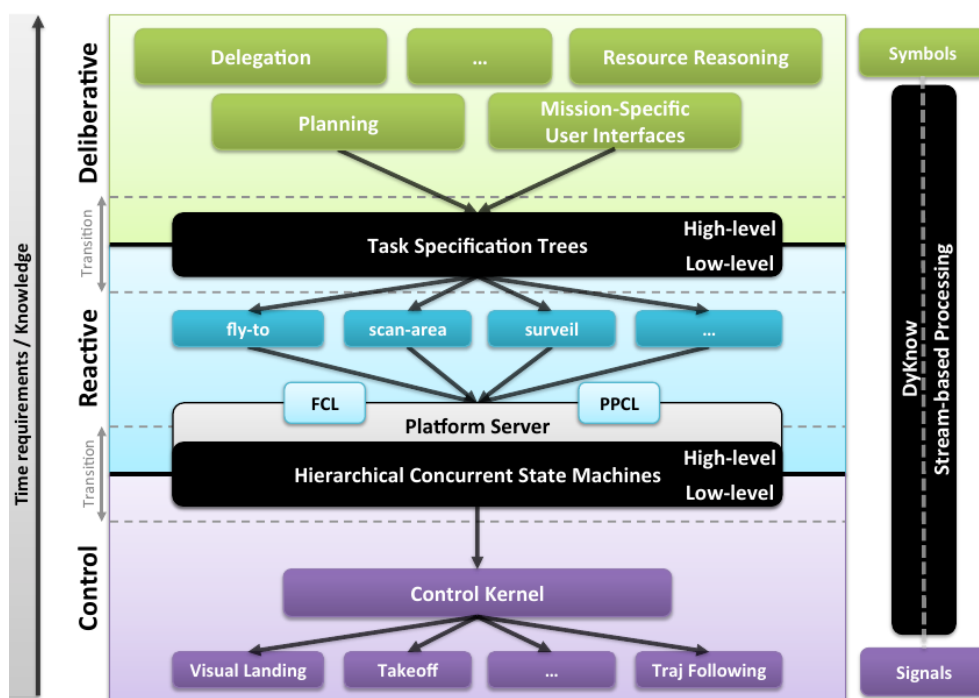 Time requirements / Knowledge
Deliberative
Delegation
...
Resource Reasoning
Planning
Mission-Specific
User Interfaces
Transition
Task Specification Trees
High-level
Low-level
Reactive
fly-to
scan-area
surveil
...
FCL
PPCL
Platform Server
Transition
Hierarchical Concurrent State Machines
High-level
Low-level
Control
Control Kernel
Visual Landing
Takeoff
...
Traj Following
Symbols
DyKnow
Stream-based Processing
Signals